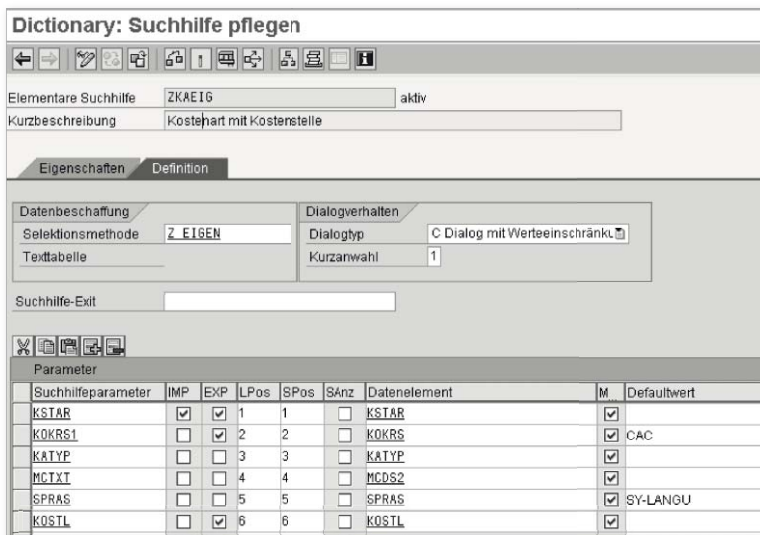 Dictionary: Suchhilfe pflegen
Elementare Suchhilfe ZKAEIG aktiv
Kurzbeschreibung Kostenart mit Kostenstelle
Eigenschaften Definition
Datenbeschaffung Dialogverhalten
Selektionsmethode Z_EIGEN Dialogtyp C Dialog mit Werteeinschränku
Texttabelle Kurzanwahl 1
Suchhilfe-Exit
Parameter
Suchhilfeparameter IMP EXP LPos SPos SAnz Datenelement M... Defaultwert
KSTAR 1 1 KSTAR
KOKRS1 2 2 KOKRS CAC
KATYP 3 3 KATYP
MCTXT 4 4 MCDS2
SPRAS 5 5 SPRAS SY-LANGU
KOSTL 6 6 KOSTL